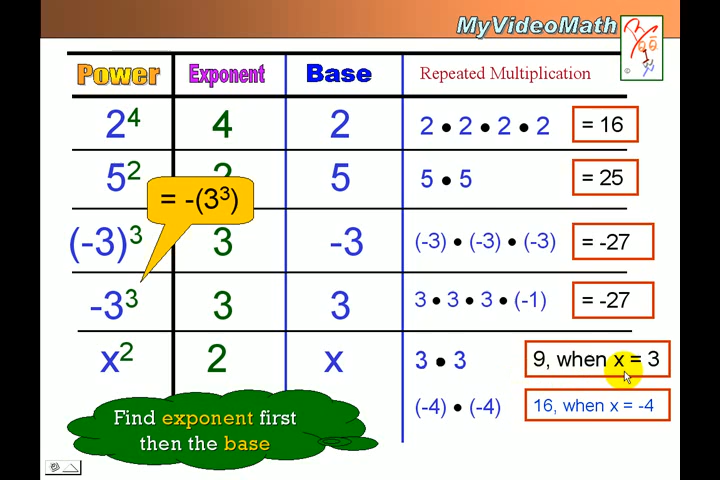 MyVideoMath
Power Exponent Base Repeated Multiplication
2⁴ 4 2 2 • 2 • 2 • 2 = 16
5² 5 5 • 5 = 25
= -(3³)
(-3)³ 3 -3 (-3) • (-3) • (-3) = -27
-3³ 3 3 3 • 3 • 3 • (-1) = -27
x² 2 x 3 • 3 9, when x = 3
(-4) • (-4) 16, when x = -4
Find exponent first
then the base